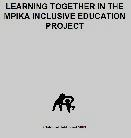 LEARNING TOGETHER IN THE
MPIKA INCLUSIVE EDUCATION
PROJECT